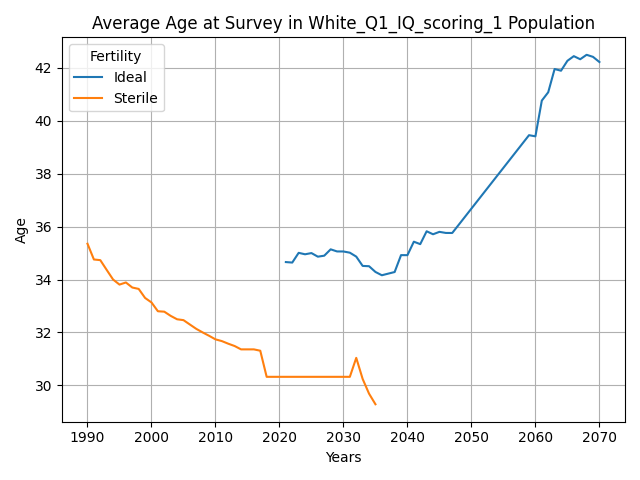 Average Age at Survey in White_Q1_IQ_scoring_1 Population
Fertility
Ideal
Sterile
42
40
38
36
34
32
30
Age
1990 2000 2010 2020 2030 2040 2050 2060 2070
Years